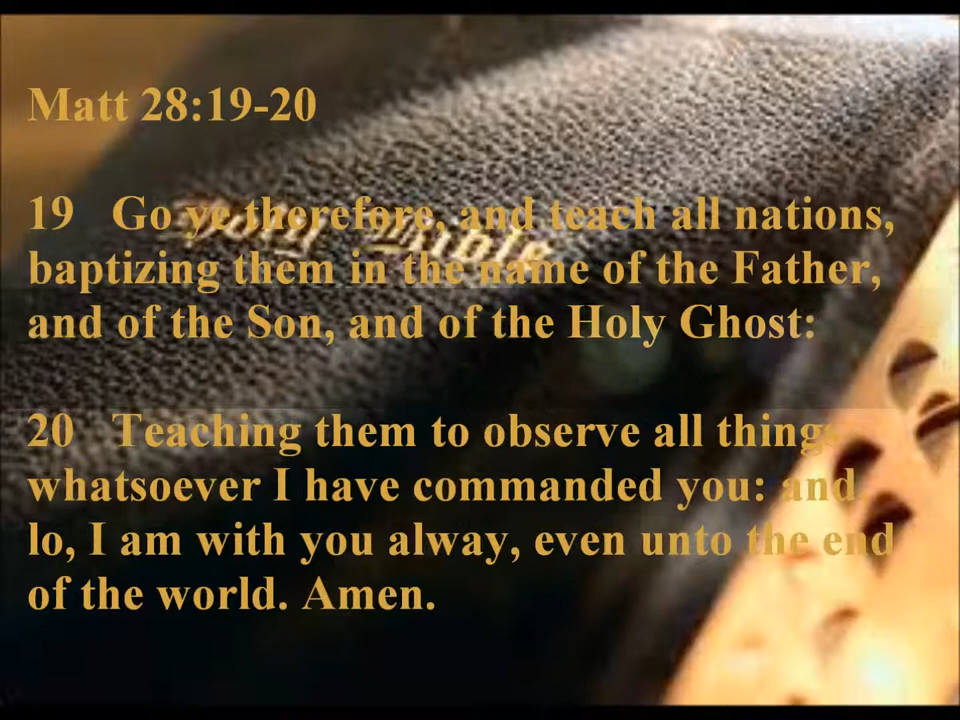 Matt 28:19-20
19 Go ye therefore, and teach all nations,
baptizing them in the name of the Father,
and of the Son, and of the Holy Ghost:
Holy Bible
20 Teaching them to observe all things
whatsoever I have commanded you: and,
lo, I am with you alway, even unto the end
of the world. Amen.